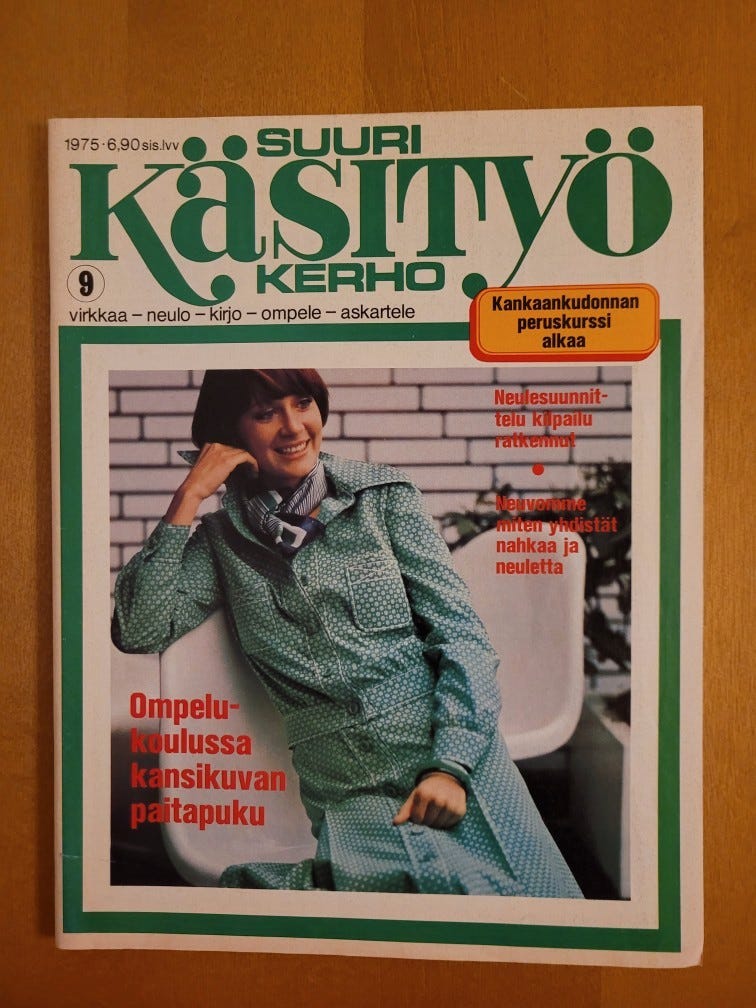 1975 · 6,90 sis.lvv
SUURI
KÄSITYÖ
KERHO
9
virkkaa – neulo – kirjo – ompele – askartele
Kankaankudonnan
peruskurssi
alkaa
Neulesuunnit-
telu kilpailu
ratkennut
Neuvomme
miten yhdistät
nahkaa ja
neuletta
Ompelu-
koulussa
kansikuvan
paitapuku